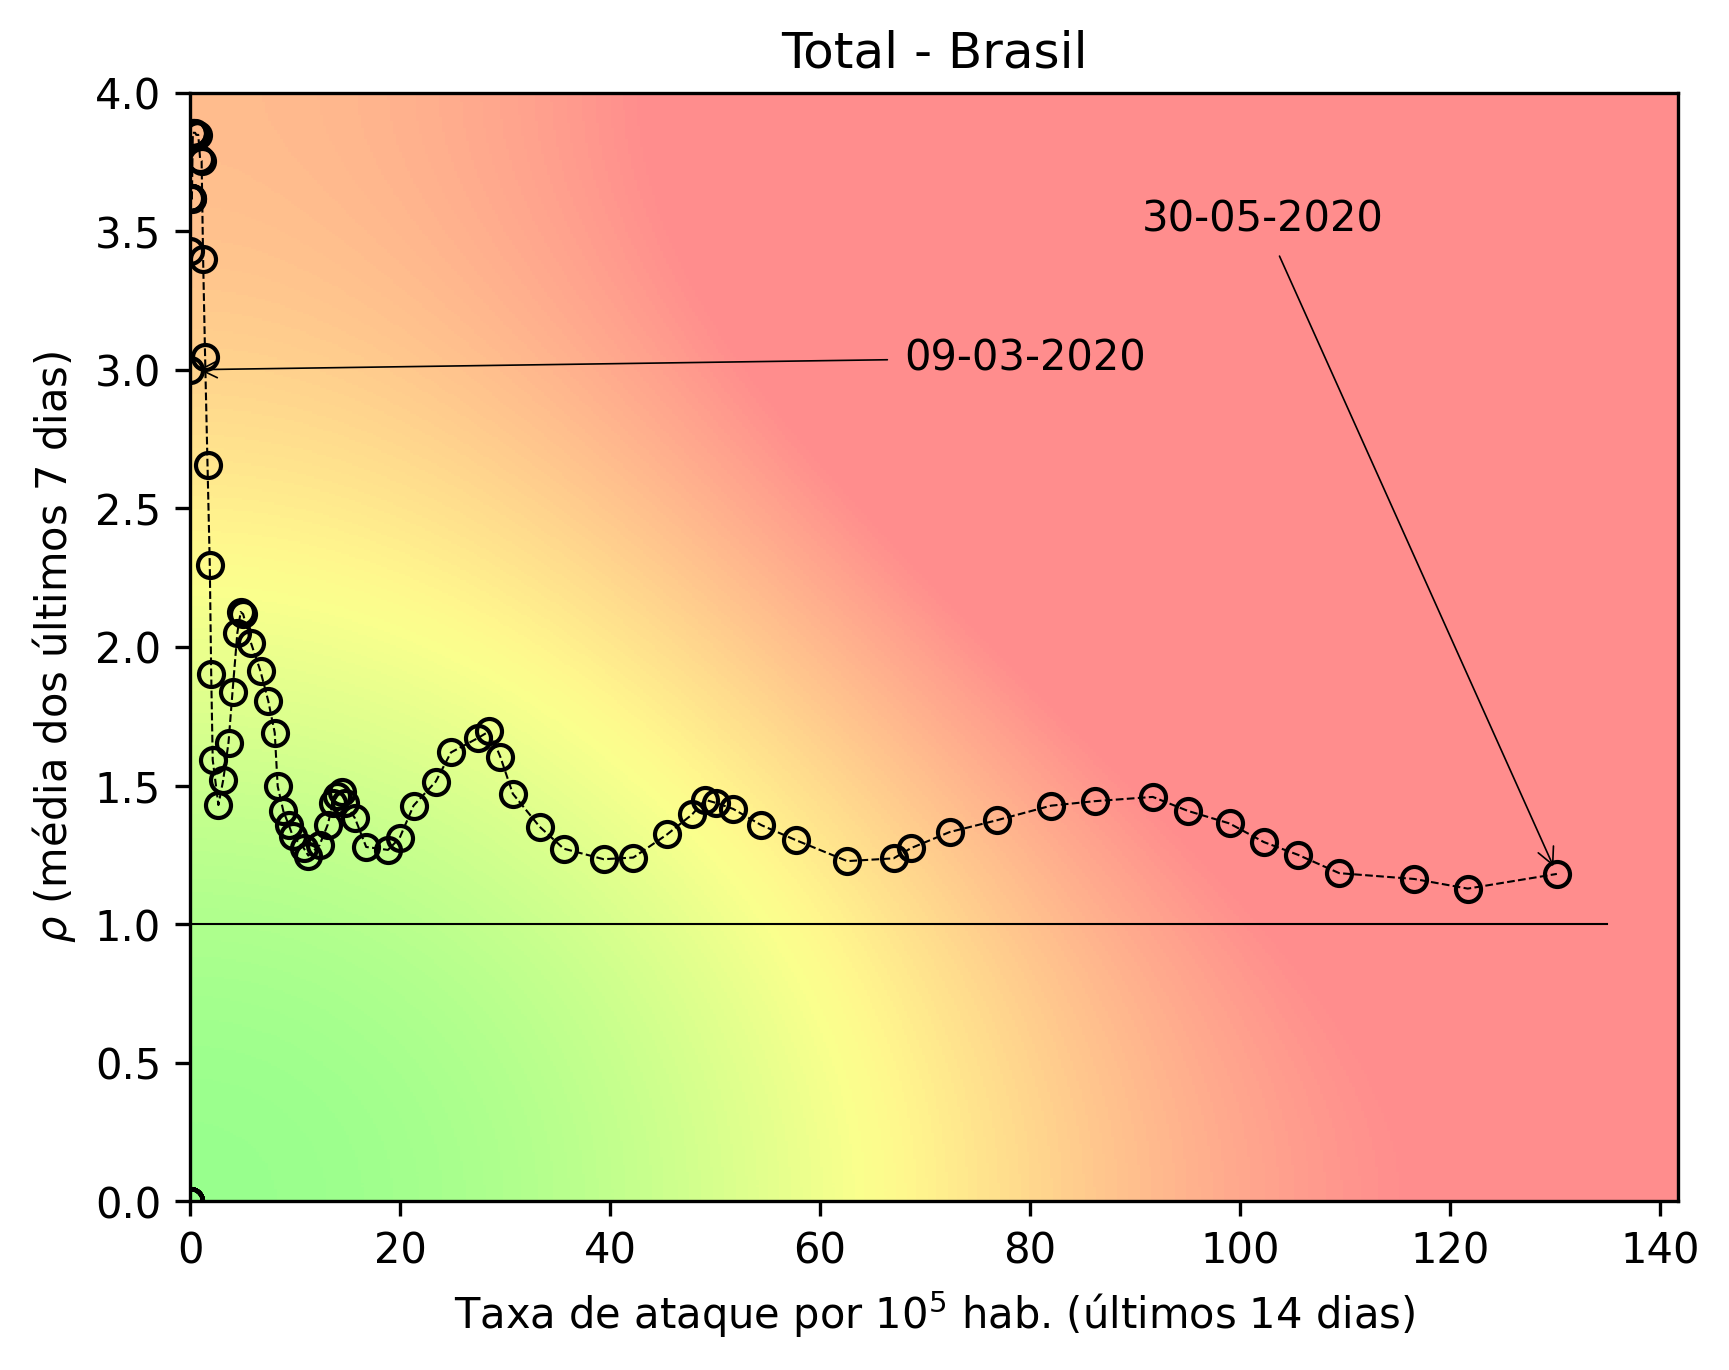 Total - Brasil
4.0
3.5
3.0
2.5
2.0
1.5
1.0
0.5
0.0
ρ (média dos últimos 7 dias)
30-05-2020
09-03-2020
0 20 40 60 80 100 120 140
Taxa de ataque por 10⁵ hab. (últimos 14 dias)